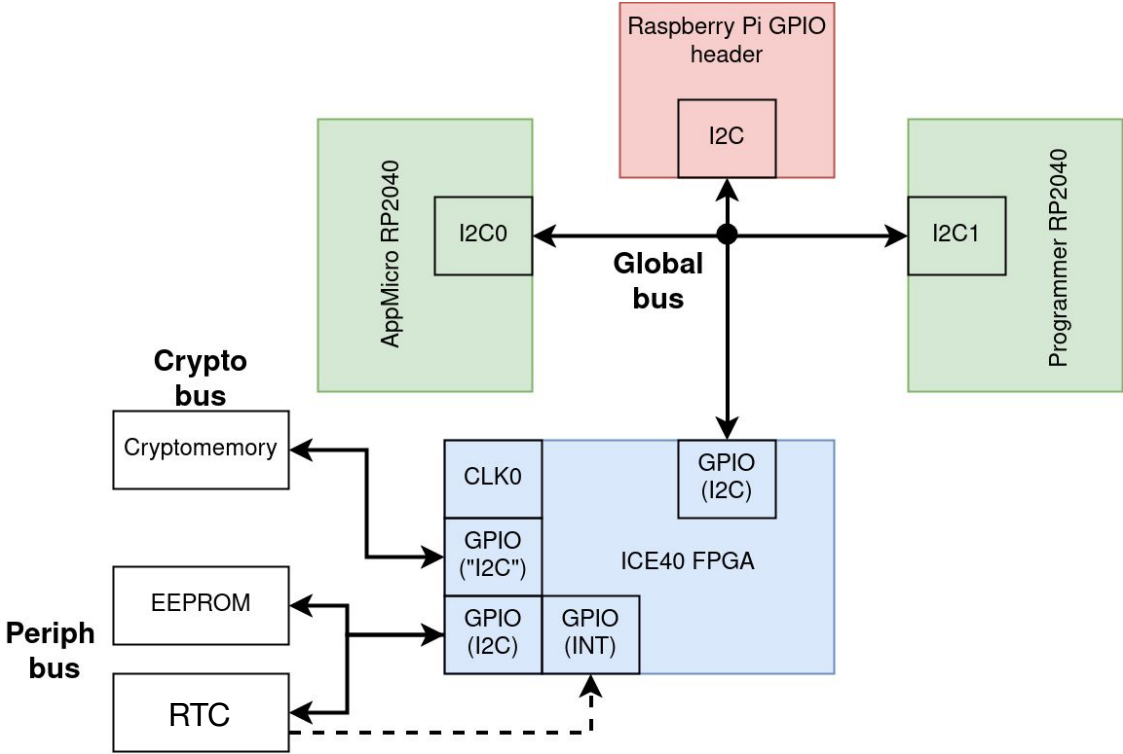 Raspberry Pi GPIO
header
I2C
AppMicro RP2040
I2C0
Global
bus
I2C1
Programmer RP2040
Crypto
bus
Cryptomemory
CLK0
GPIO
(I2C)
GPIO
("I2C")
ICE40 FPGA
Periph
bus
EEPROM
GPIO
(I2C)
GPIO
(INT)
RTC